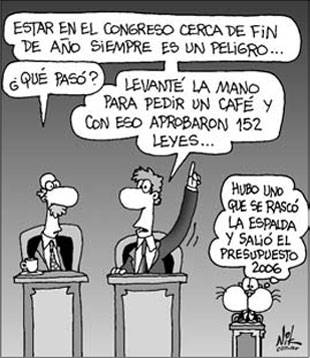 ESTAR EN EL CONGRESO CERCA DE FIN
DE AÑO SIEMPRE ES UN PELIGRO...
¿QUÉ PASÓ?
LEVANTÉ LA MANO
PARA PEDIR UN CAFÉ Y
CON ESO APROBARON 152
LEYES...
HUBO UNO
QUE SE RASCÓ
LA ESPALDA
Y SALIÓ EL
PRESUPUESTO
2006
NiK